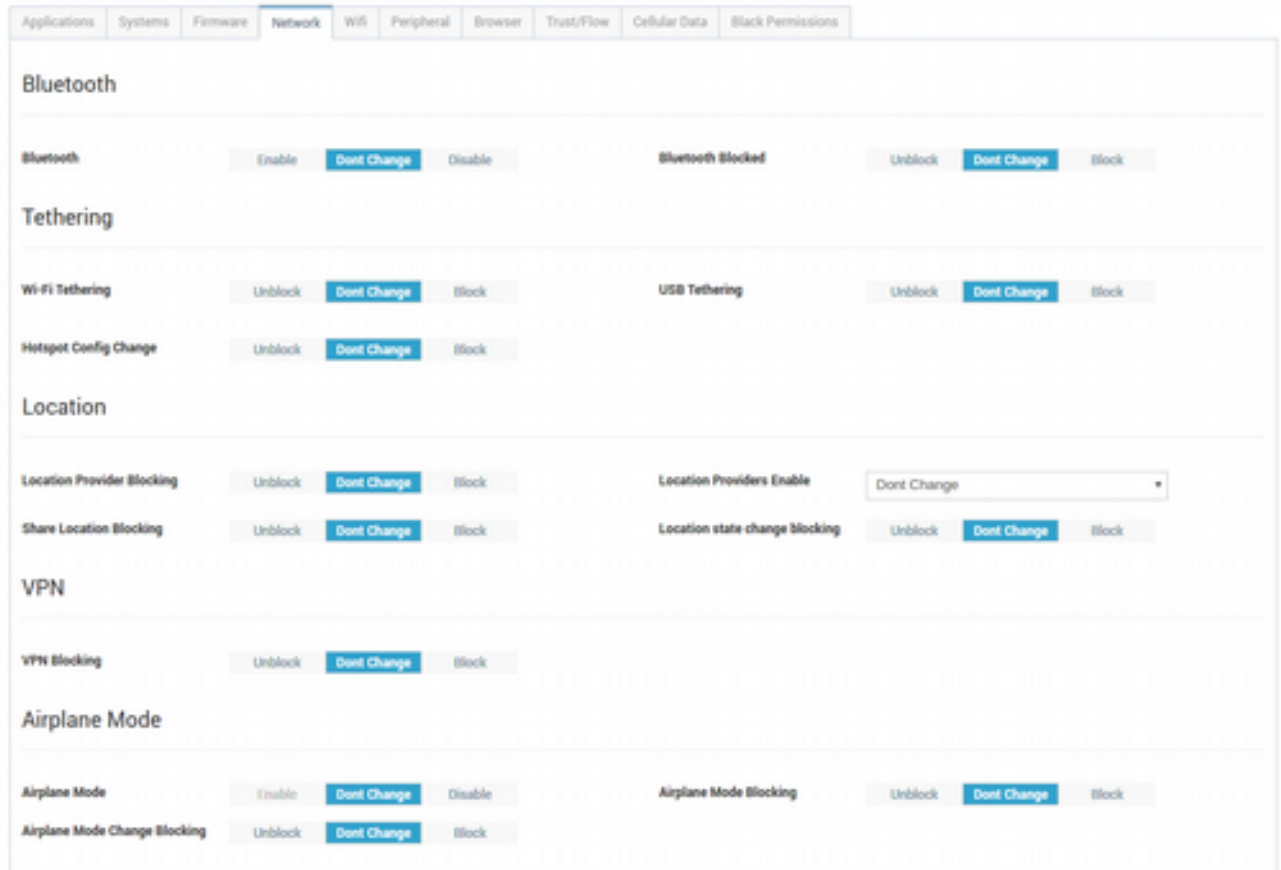 Applications Systems Firmware Network Wifi Peripheral Browser Trust/Flow Cellular Data Black Permissions
Bluetooth
Bluetooth Enable Dont Change Disable Bluetooth Blocked Unblock Dont Change Block
Tethering
Wi-Fi Tethering Unblock Dont Change Block USB Tethering Unblock Dont Change Block
Hotspot Config Change Unblock Dont Change Block
Location
Location Provider Blocking Unblock Dont Change Block Location Providers Enable Dont Change
Share Location Blocking Unblock Dont Change Block Location state change blocking Unblock Dont Change Block
VPN
VPN Blocking Unblock Dont Change Block
Airplane Mode
Airplane Mode Enable Dont Change Disable Airplane Mode Blocking Unblock Dont Change Block
Airplane Mode Change Blocking Unblock Dont Change Block